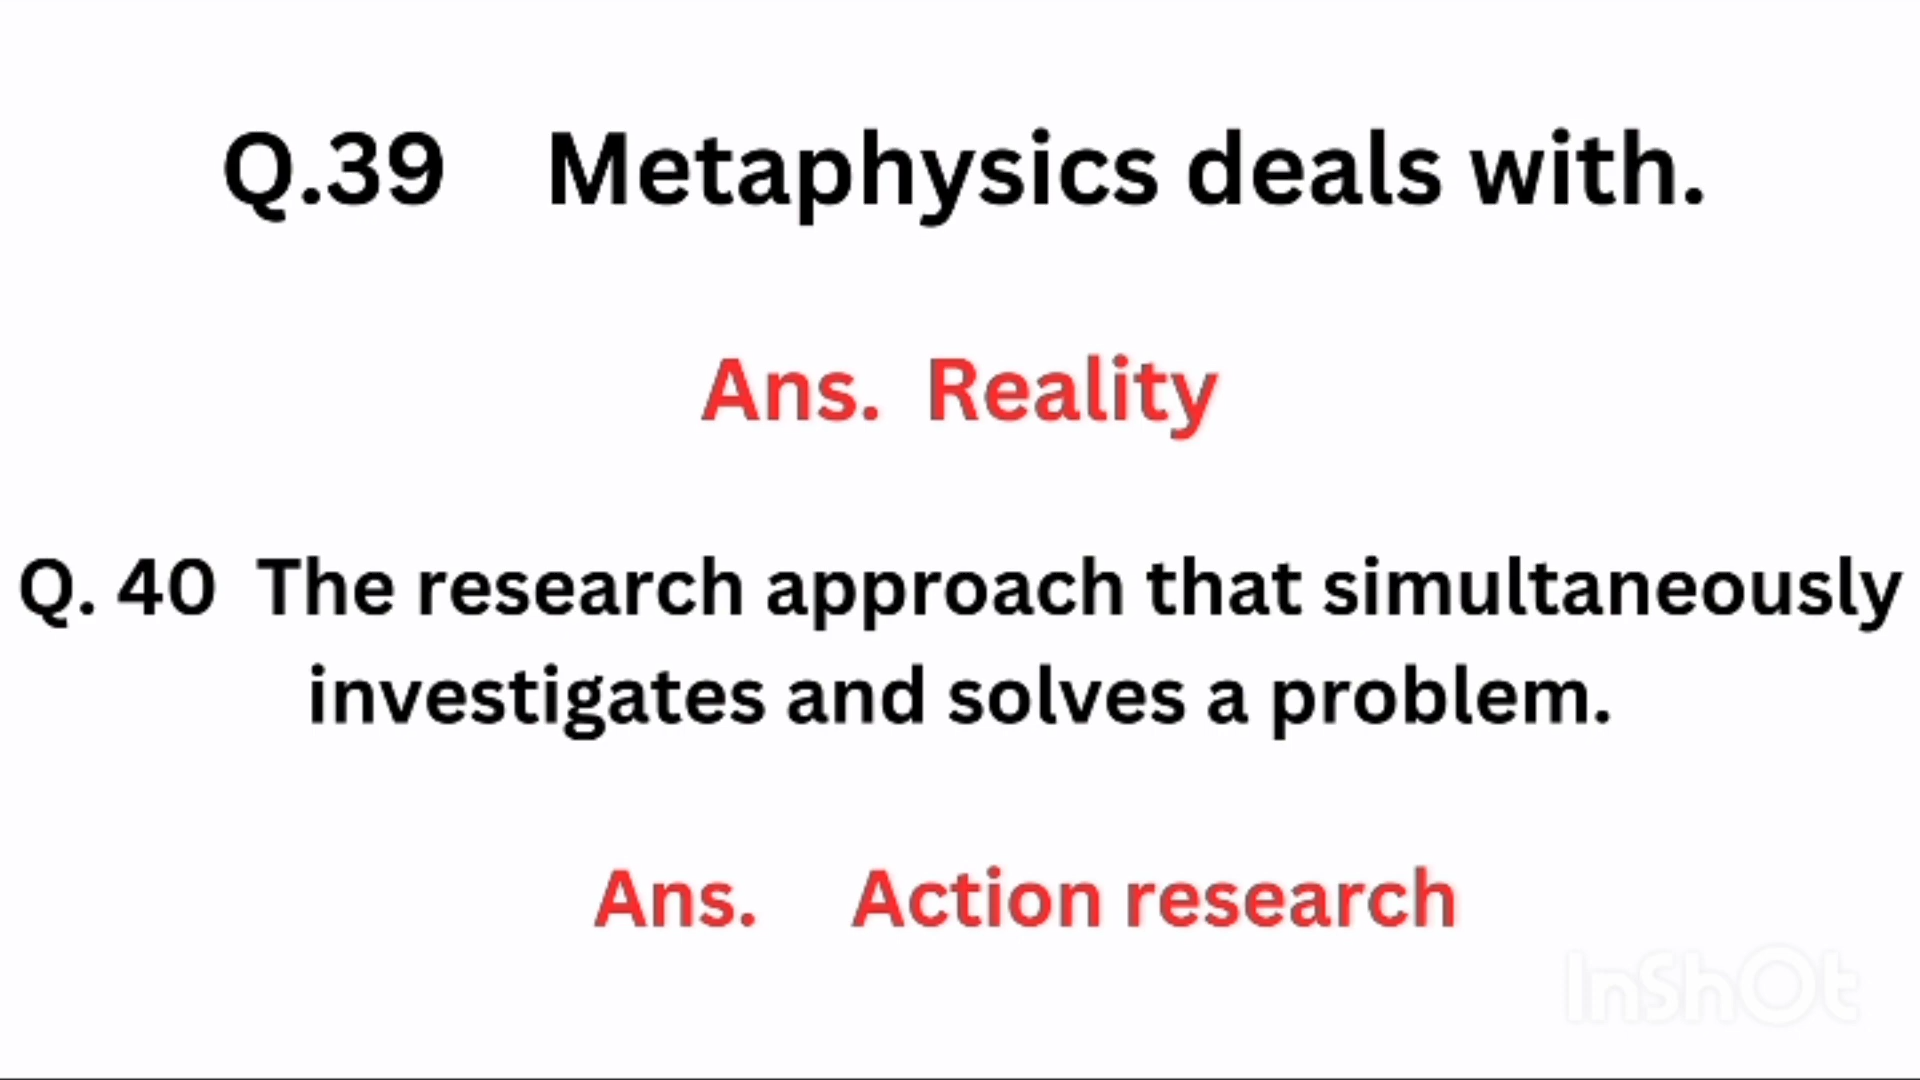 Q.39 Metaphysics deals with.
Ans. Reality
Q. 40 The research approach that simultaneously
investigates and solves a problem.
Ans. Action research
InShOt